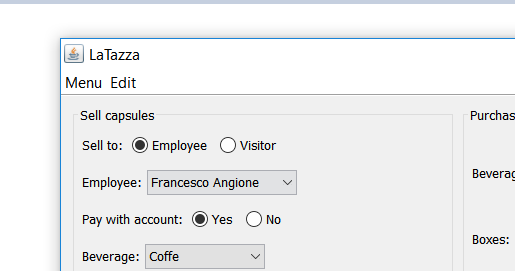 LaTazza
Menu Edit
Sell capsules
Sell to: Employee Visitor
Employee: Francesco Angione
Pay with account: Yes No
Beverage: Coffe
Purchas
Beverag
Boxes: